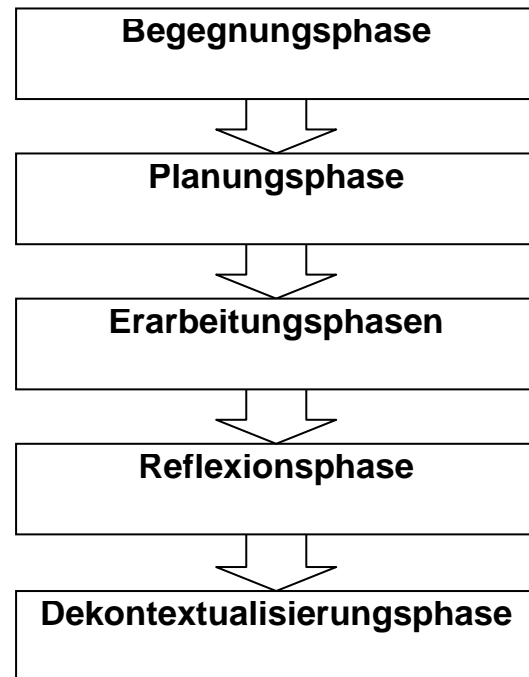 Begegnungsphase
Planungsphase
Erarbeitungsphasen
Reflexionsphase
Dekontextualisierungsphase